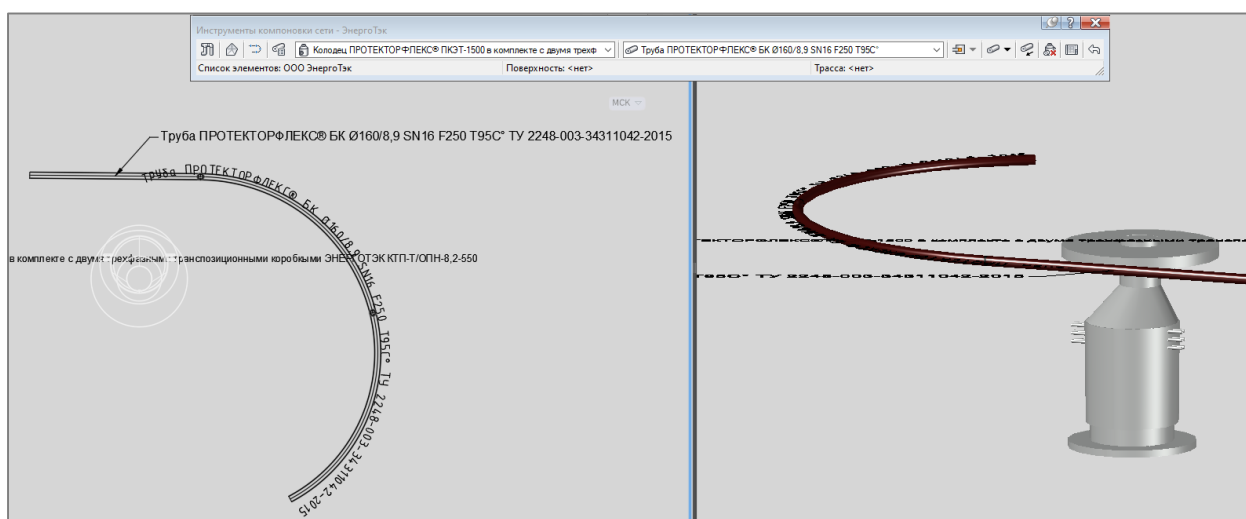 Инструменты компоновки сети - ЭнергоТэк
Колодец ПРОТЕКТОРФЛЕКС® ПКЭТ-1500 в комплекте с двумя трехф
Труба ПРОТЕКТОРФЛЕКС® БК Ø160/8,9 SN16 F250 T95C°
Список элементов: ООО ЭнергоТэк
Поверхность: <нет>
Трасса: <нет>
МСК
Труба ПРОТЕКТОРФЛЕКС® БК Ø160/8,9 SN16 F250 T95C° ТУ 2248-003-34311042-2015
Труба ПРОТЕКТОРФЛЕКС® БК Ø160/8,9 SN16 F250 T95C° ТУ 2248-003-34311042-2015
в комплекте с двумя трехфазными транспозиционными коробкыми ЭНЕРГОТЭК КТП-Т/ОПН-8,2-550
T95C° ТУ 2248-003-34311042-2015